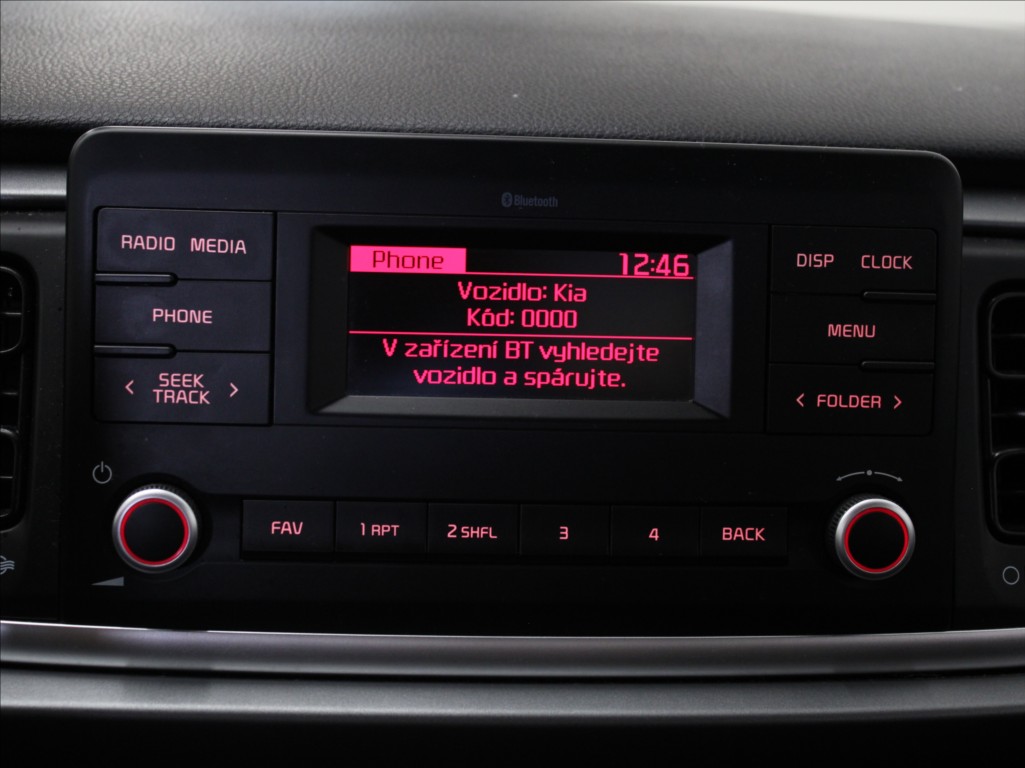 Bluetooth
RADIO MEDIA
PHONE
< SEEK >
TRACK
Phone 12:46
Vozidlo: Kia
Kód: 0000
V zařízení BT vyhledejte
vozidlo a spárujte.
DISP CLOCK
MENU
< FOLDER >
FAV 1 RPT 2 SHFL 3 4 BACK